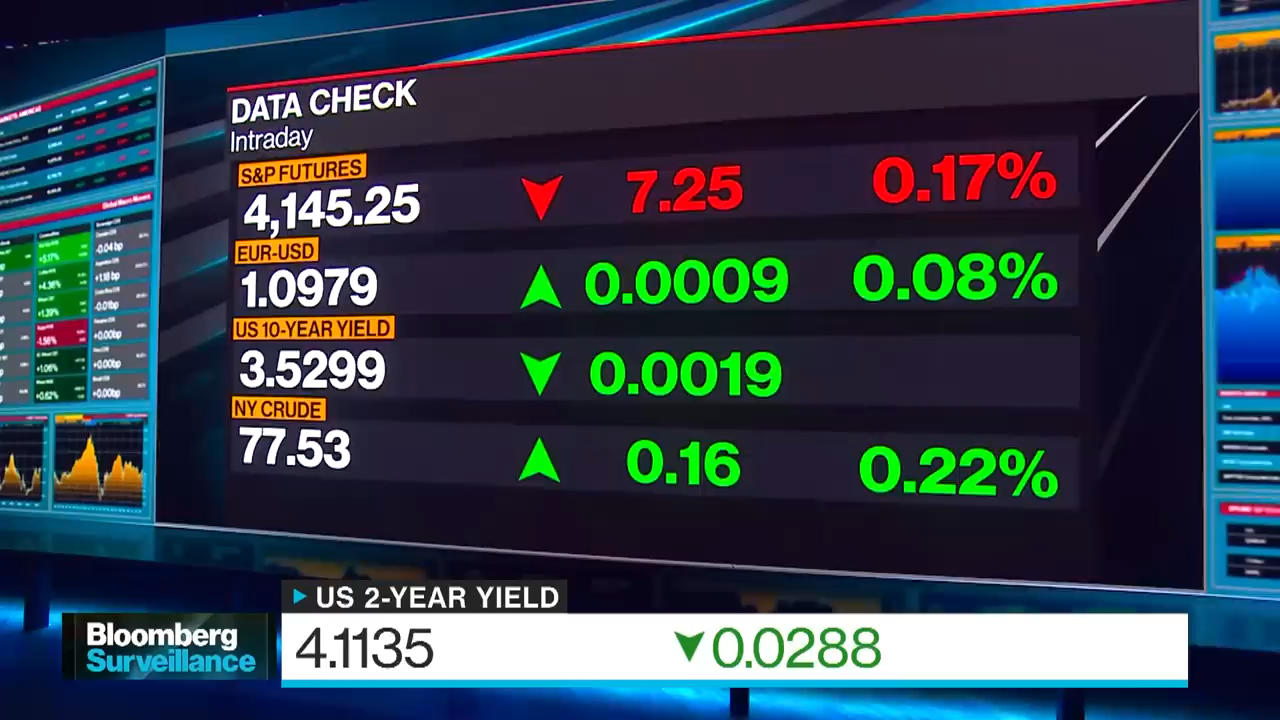 DATA CHECK
Intraday
S&P FUTURES
4,145.25 7.25 0.17%
EUR-USD
1.0979 0.0009 0.08%
US 10-YEAR YIELD
3.5299 0.0019
NY CRUDE
77.53 0.16 0.22%
US 2-YEAR YIELD
4.1135 0.0288
Bloomberg
Surveillance